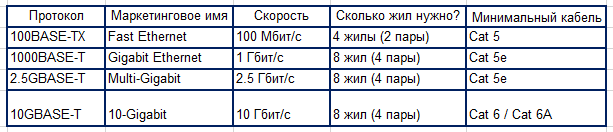 Протокол Маркетинговое имя Скорость Сколько жил нужно? Минимальный кабель
100BASE-TX Fast Ethernet 100 Мбит/с 4 жилы (2 пары) Cat 5
1000BASE-T Gigabit Ethernet 1 Гбит/с 8 жил (4 пары) Cat 5e
2.5GBASE-T Multi-Gigabit 2.5 Гбит/с 8 жил (4 пары) Cat 5e
10GBASE-T 10-Gigabit 10 Гбит/с 8 жил (4 пары) Cat 6 / Cat 6A